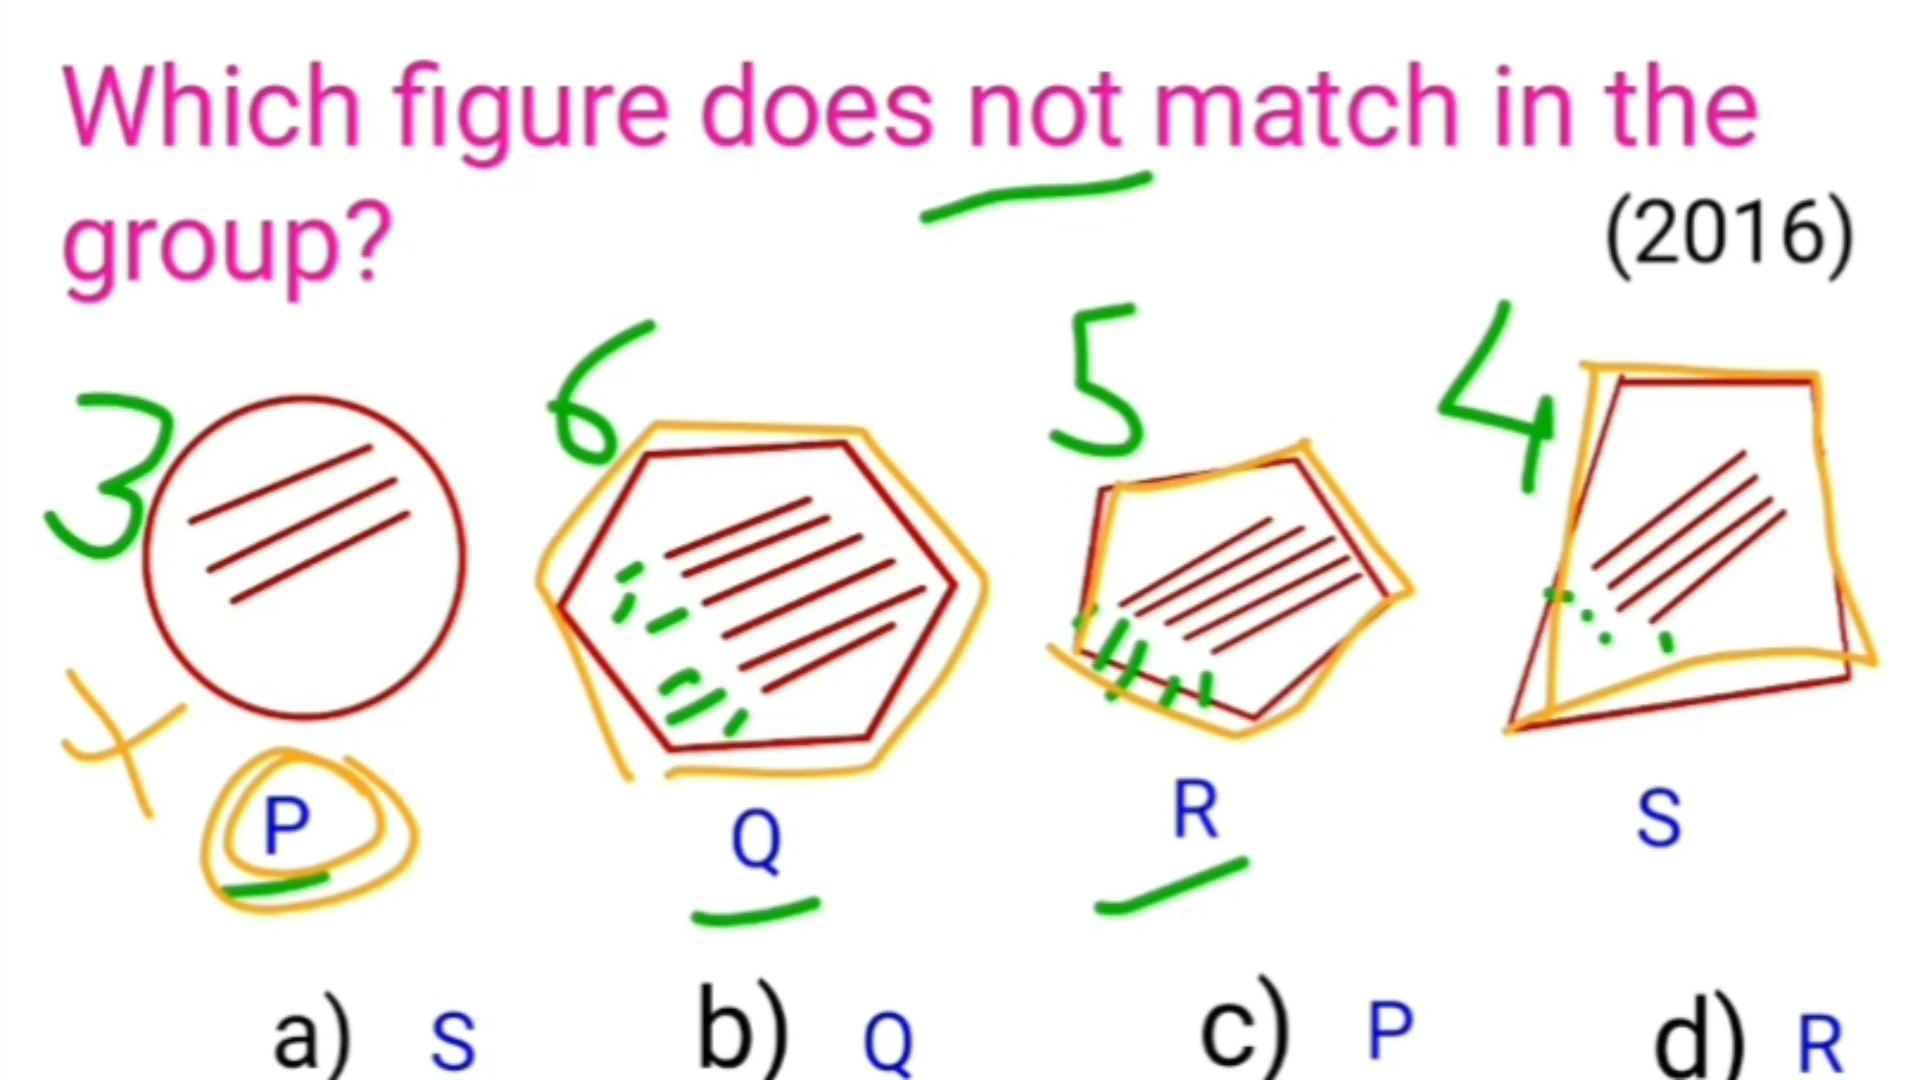 Which figure does not match in the
group?
(2016)
3 6 5 4
P Q R S
a) S b) Q c) P d) R